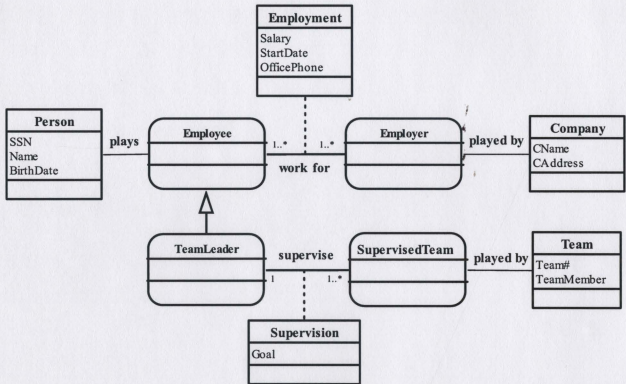 Employment
Salary
StartDate
OfficePhone
Person
SSN
Name
BirthDate
plays
Employee
1..*
work for
1..*
Employer
played by
Company
CName
CAddress
TeamLeader
supervise
1
1..*
SupervisedTeam
played by
Team
Team#
TeamMember
Supervision
Goal